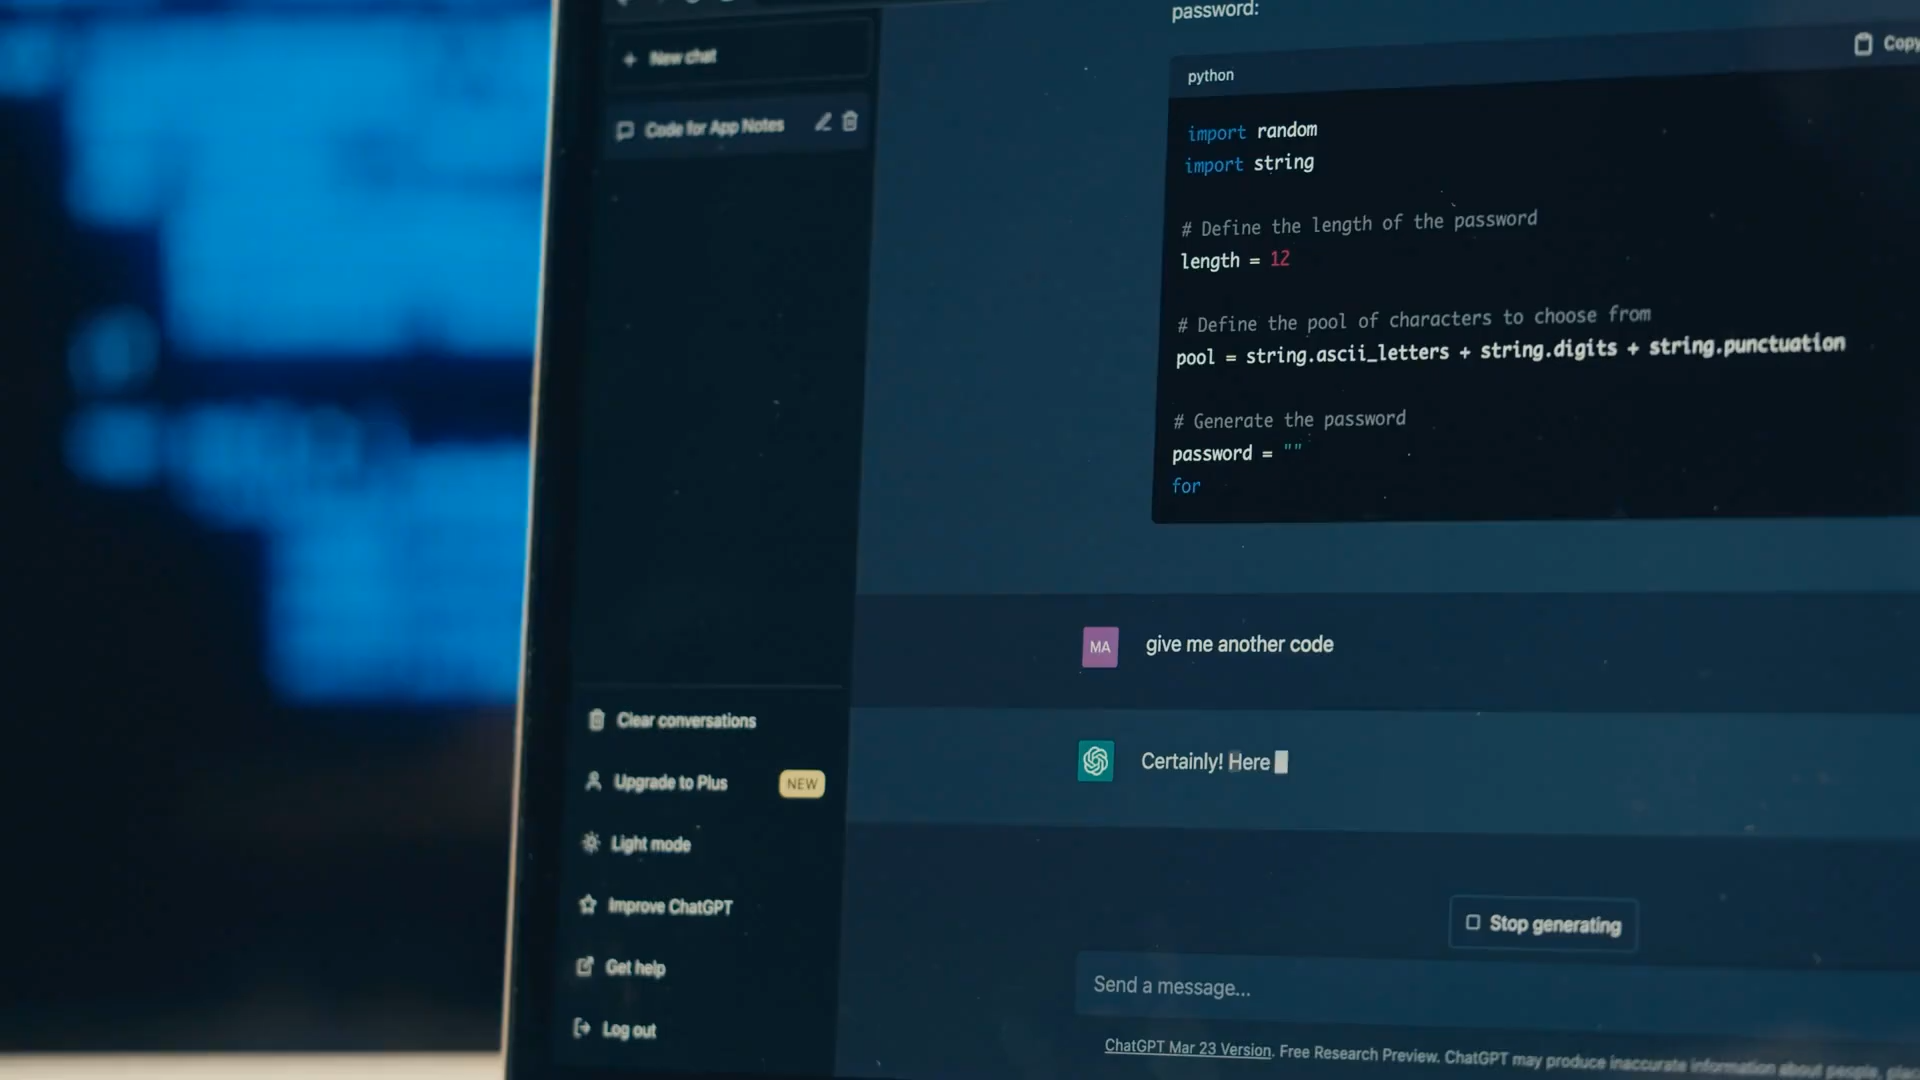 New chat
Code for App Notes
Clear conversations
Upgrade to Plus
NEW
Light mode
Improve ChatGPT
Get help
Log out
password:
python
Copy
import random
import string
# Define the length of the password
length = 12
# Define the pool of characters to choose from
pool = string.ascii_letters + string.digits + string.punctuation
# Generate the password
password = ""
for
MA
give me another code
Certainly! Here
Stop generating
Send a message...
ChatGPT Mar 23 Version. Free Research Preview. ChatGPT may produce inaccurate information about people,